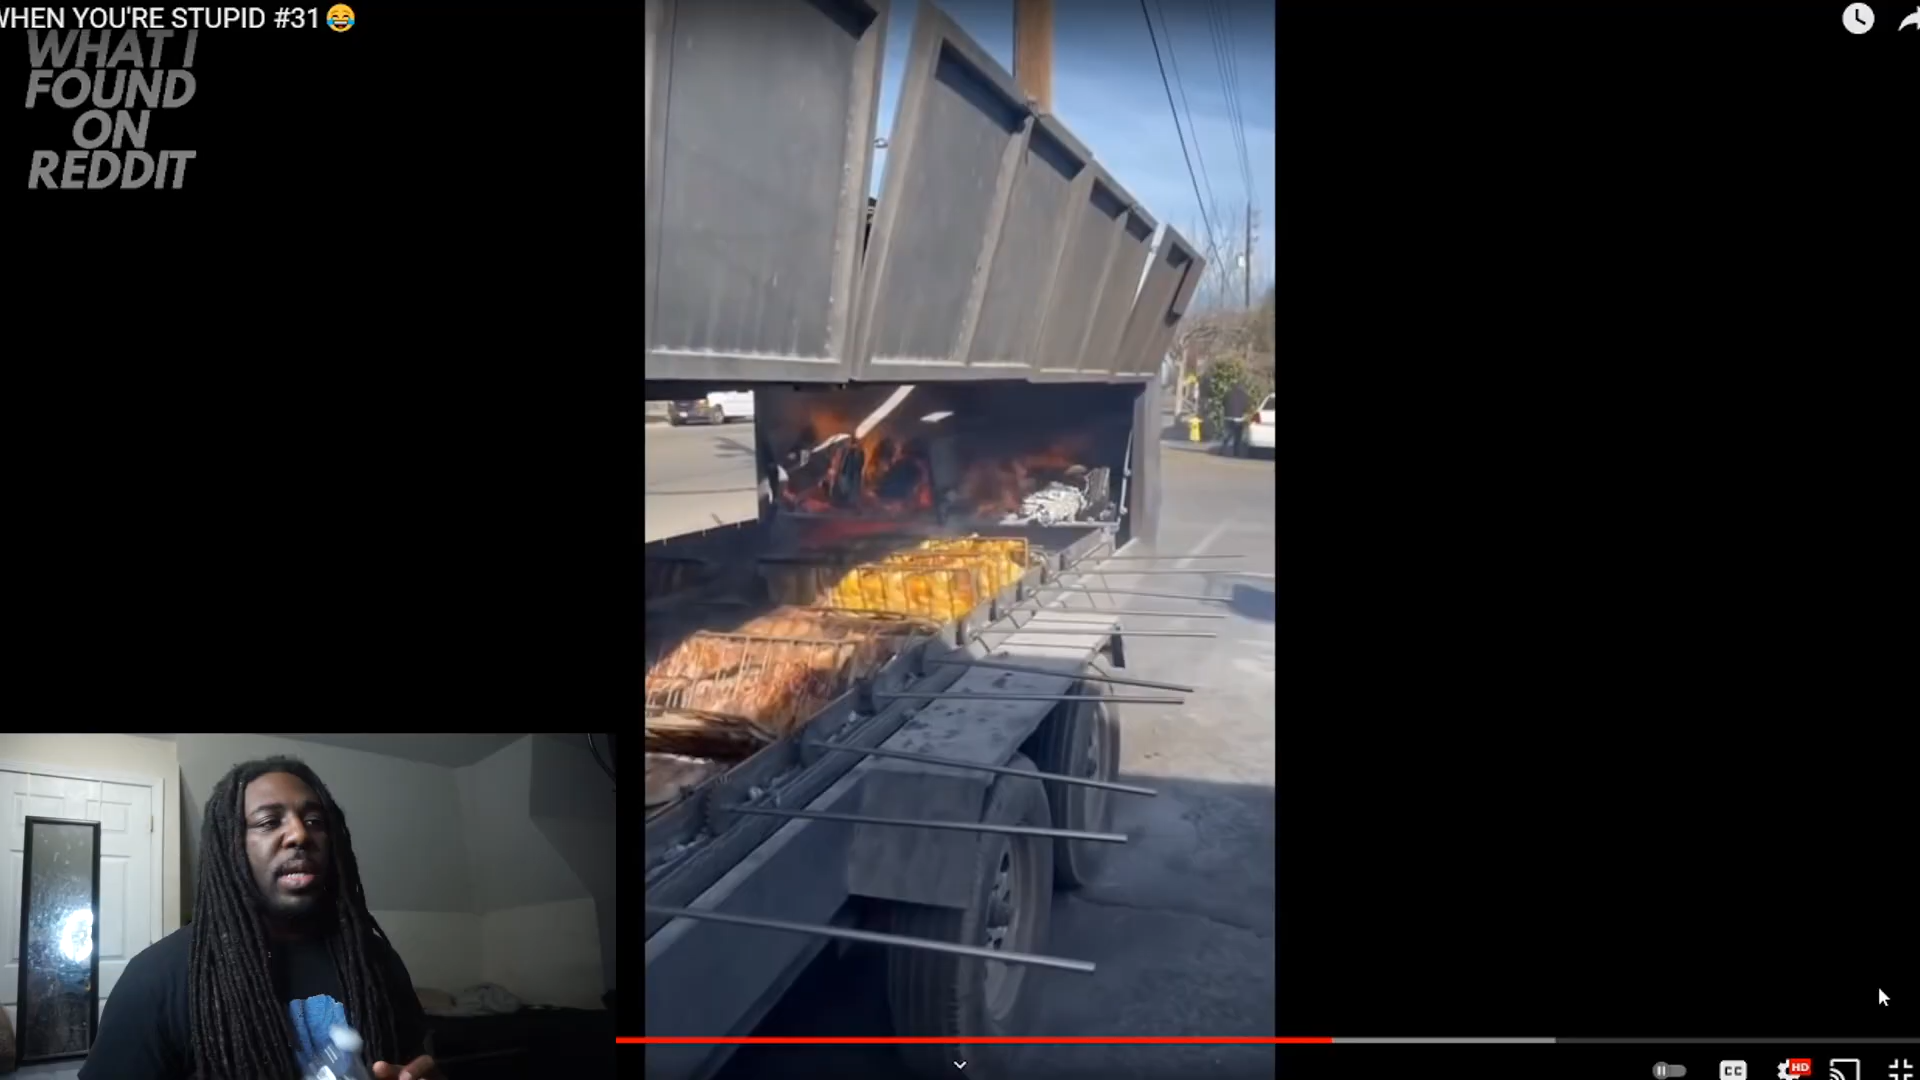 WHEN YOU'RE STUPID #31 😂
WHAT I
FOUND
ON
REDDIT
CC
HD